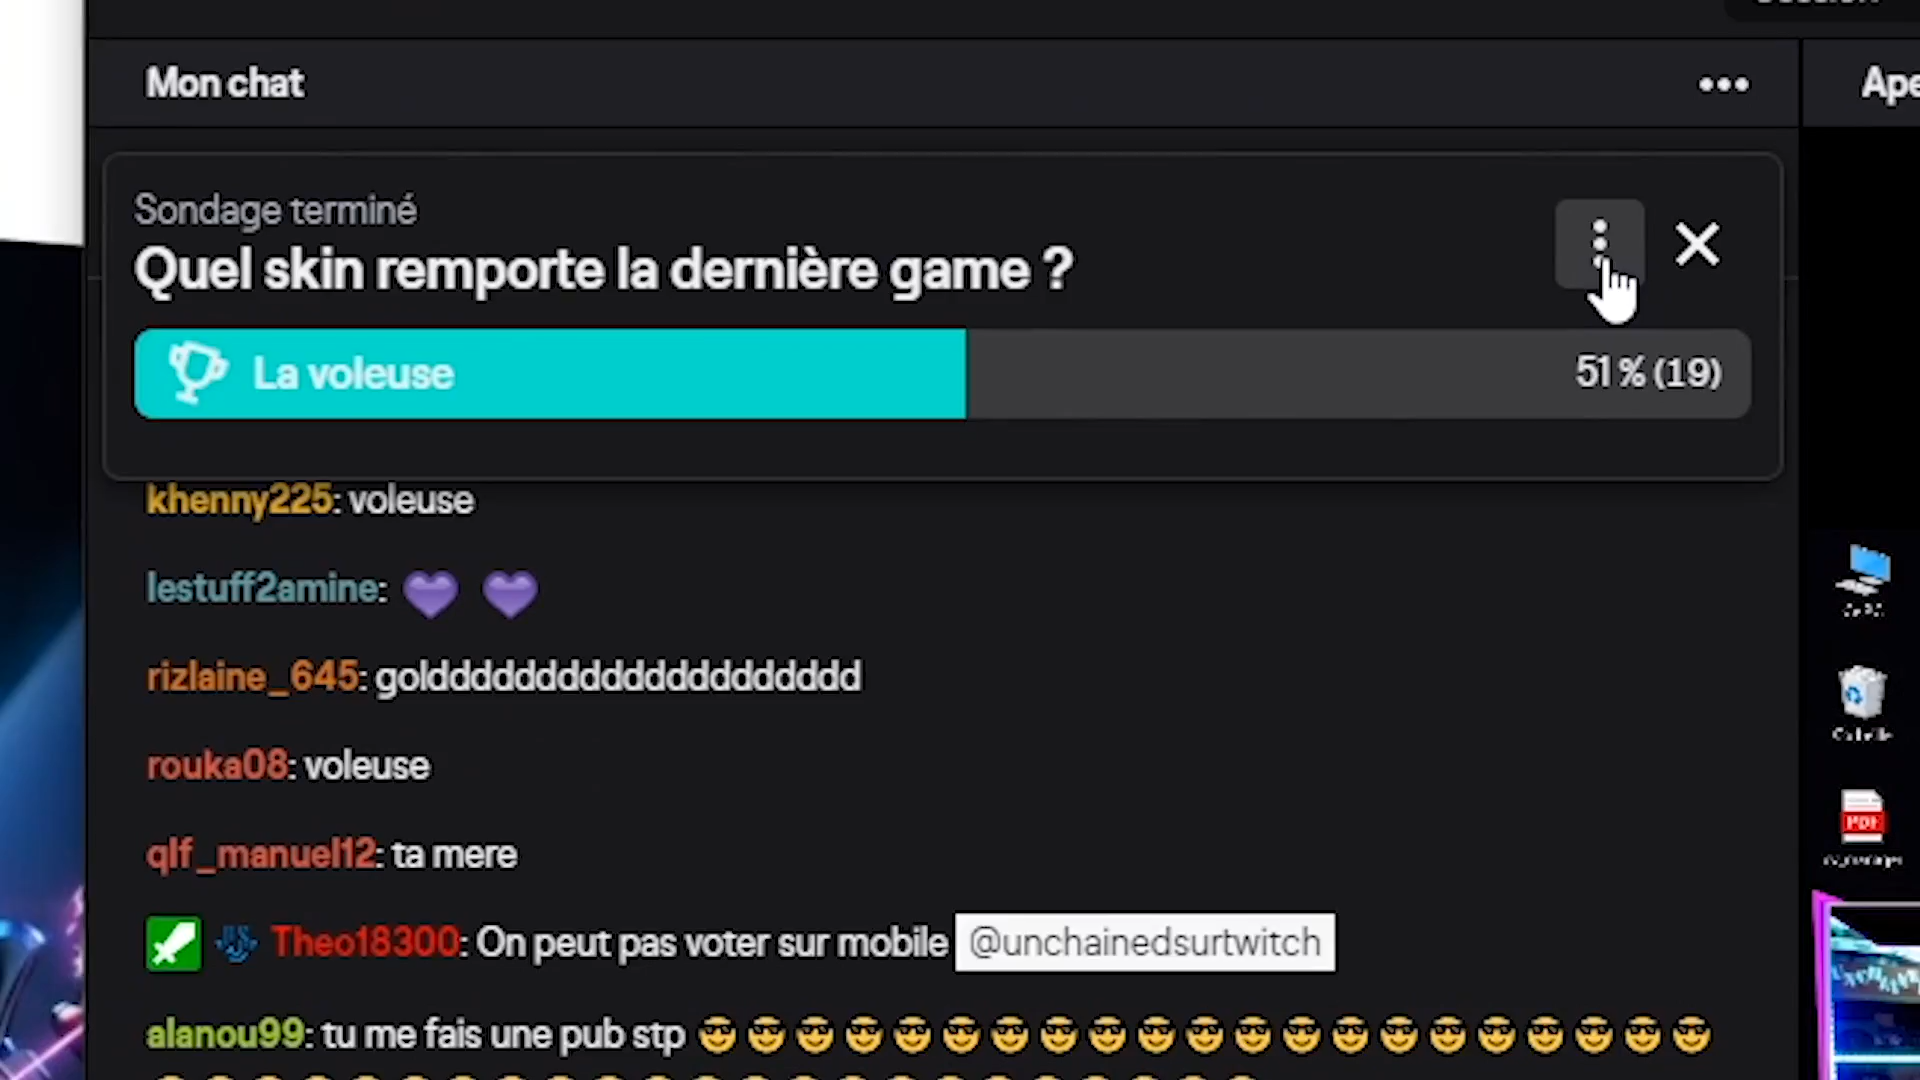 Mon chat
Ape
Sondage terminé
Quel skin remporte la dernière game ?
La voleuse
51 % (19)
khenny225: voleuse
lestuff2amine: 💜 💜
rizlaine_645: goldddddddddddddddddddd
rouka08: voleuse
qlf_manuel12: ta mere
Theo18300: On peut pas voter sur mobile @unchainedsurtwitch
alanou99: tu me fais une pub stp 😎 😎 😎 😎 😎 😎 😎 😎 😎 😎 😎 😎 😎 😎 😎 😎 😎 😎 😎 😎 😎
PDF